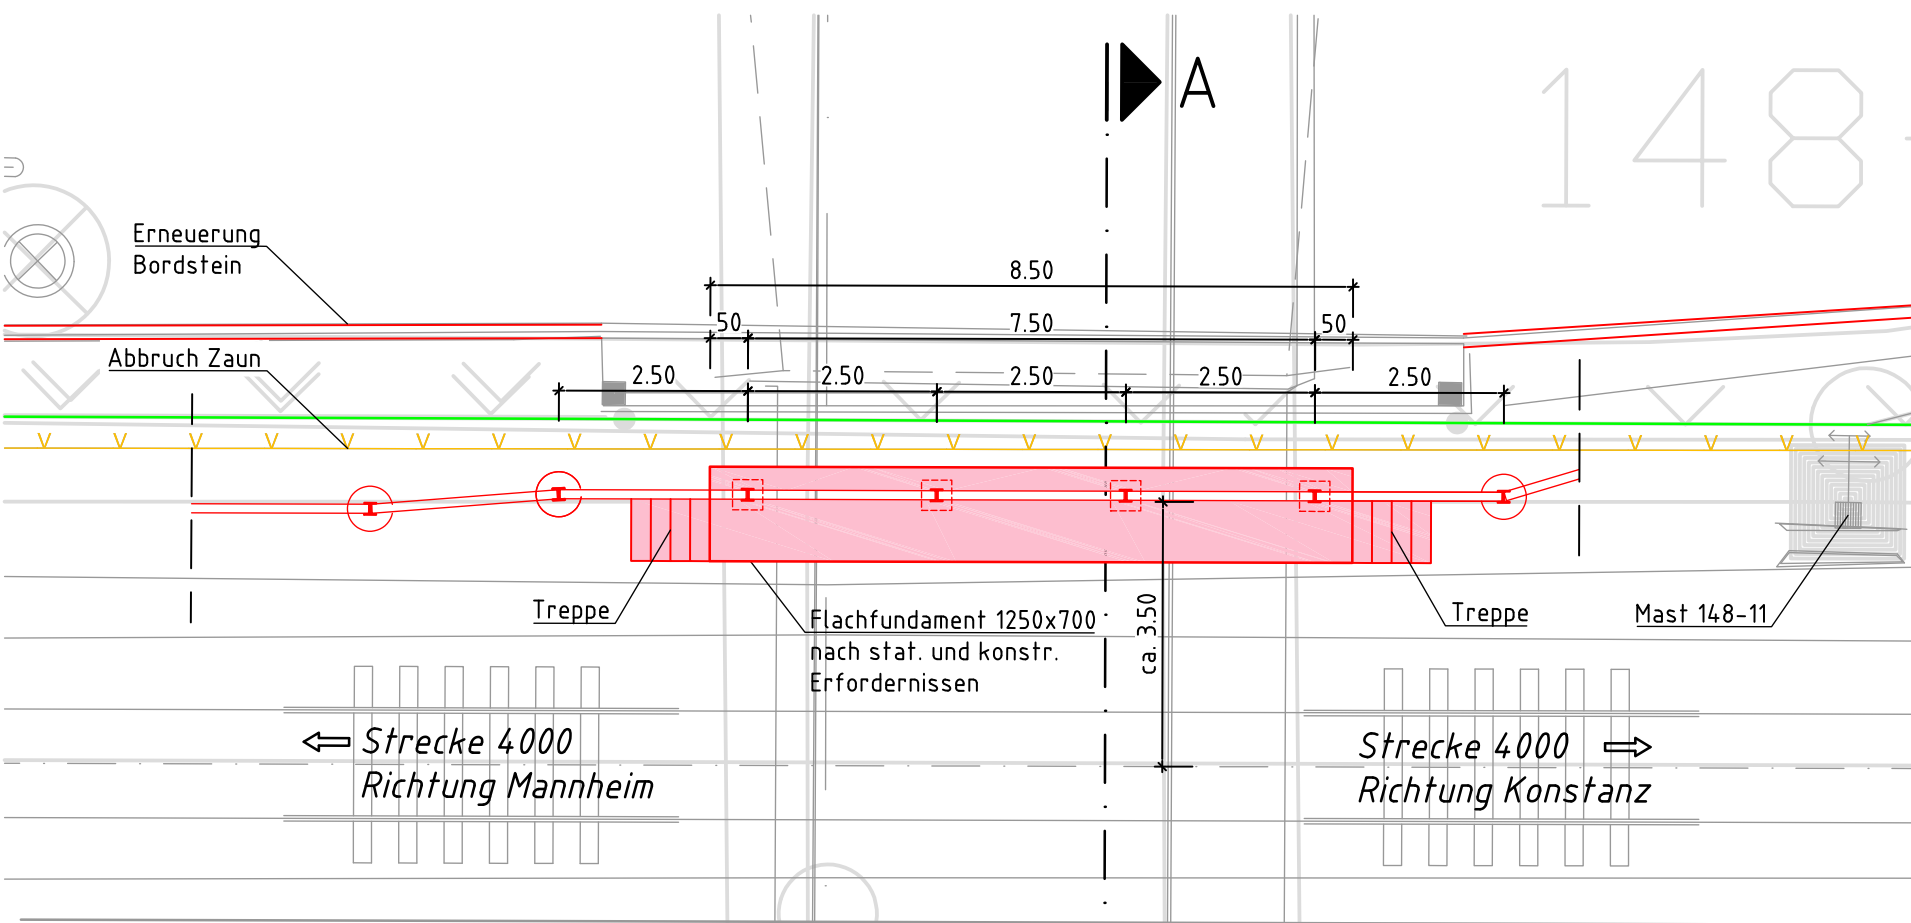 A
148
Erneuerung
Bordstein
8.50
50
7.50
50
Abbruch Zaun
2.50
2.50
2.50
2.50
2.50
Treppe
Flachfundament 1250x700
nach stat. und konstr.
Erfordernissen
ca. 3.50
Treppe
Mast 148-11
Strecke 4000
Richtung Mannheim
Strecke 4000
Richtung Konstanz